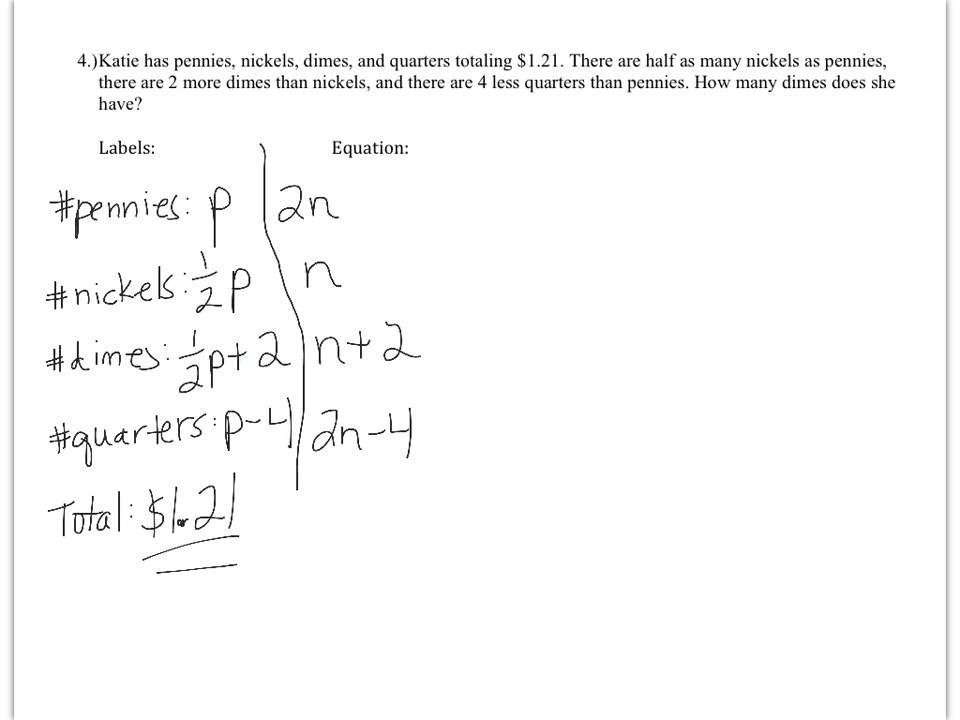 4.)Katie has pennies, nickels, dimes, and quarters totaling $1.21. There are half as many nickels as pennies,
there are 2 more dimes than nickels, and there are 4 less quarters than pennies. How many dimes does she
have?
Labels: Equation:
#pennies: p | 2n
#nickels: 1/2 p | n
#dimes: 1/2 p + 2 | n + 2
#quarters: p - 4 | 2n - 4
Total: $1.21